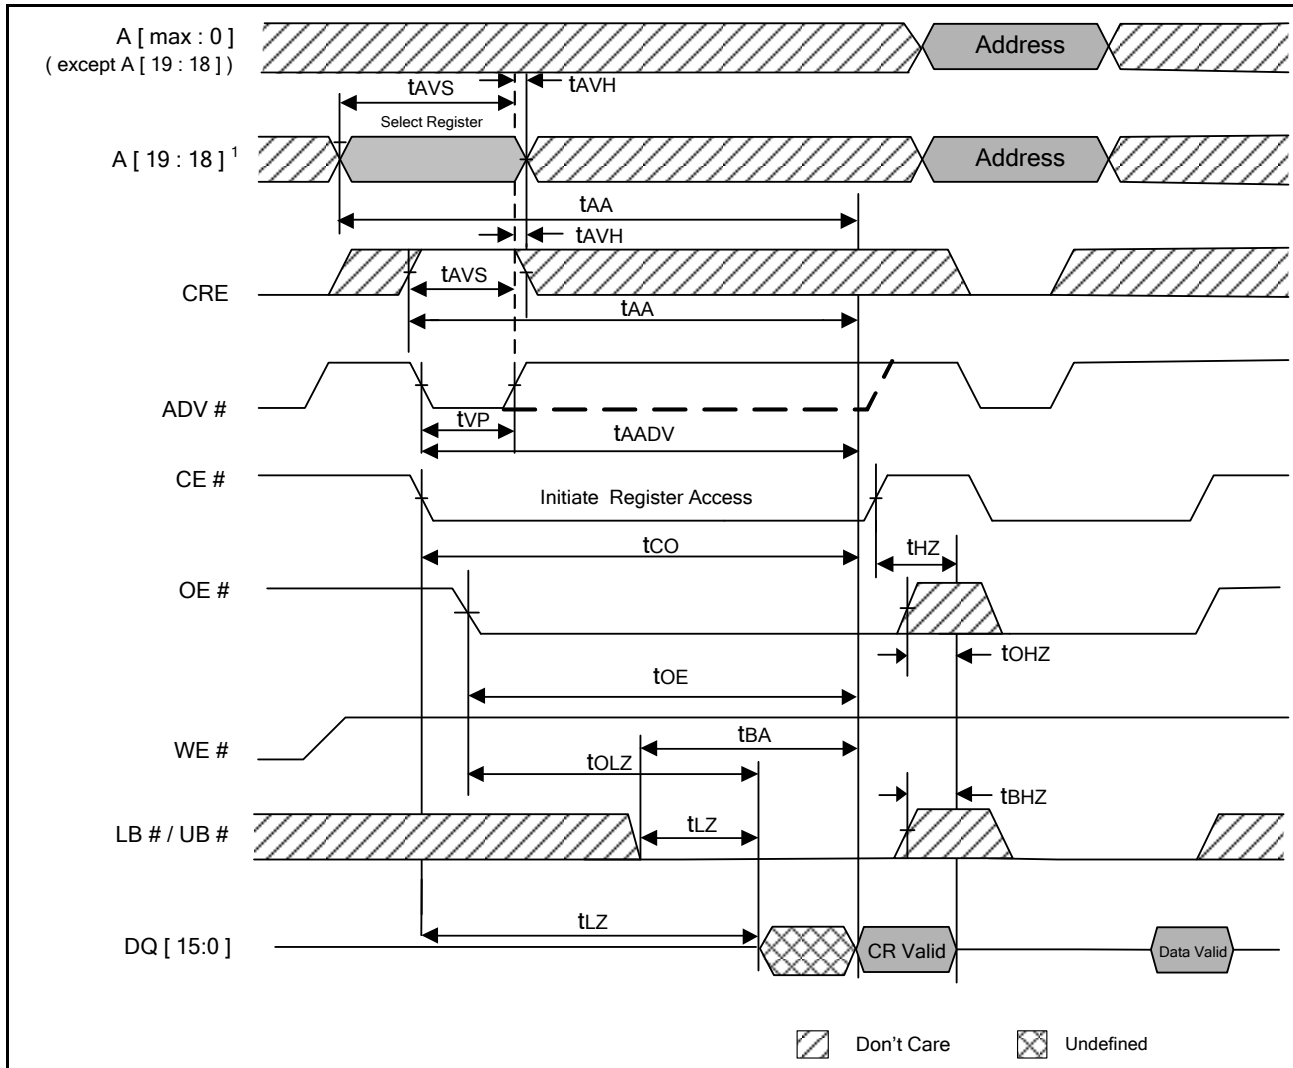 A [ max : 0 ]
( except A [ 19 : 18 ] )
Address
tAVS
tAVH
Select Register
A [ 19 : 18 ] 1
Address
tAA
tAVH
CRE
tAVS
tAA
ADV #
tVP
tAADV
CE #
Initiate Register Access
tCO
tHZ
OE #
tOHZ
tOE
WE #
tBA
tOLZ
tBHZ
LB # / UB #
tLZ
tLZ
DQ [ 15:0 ]
CR Valid
Data Valid
Don't Care
Undefined